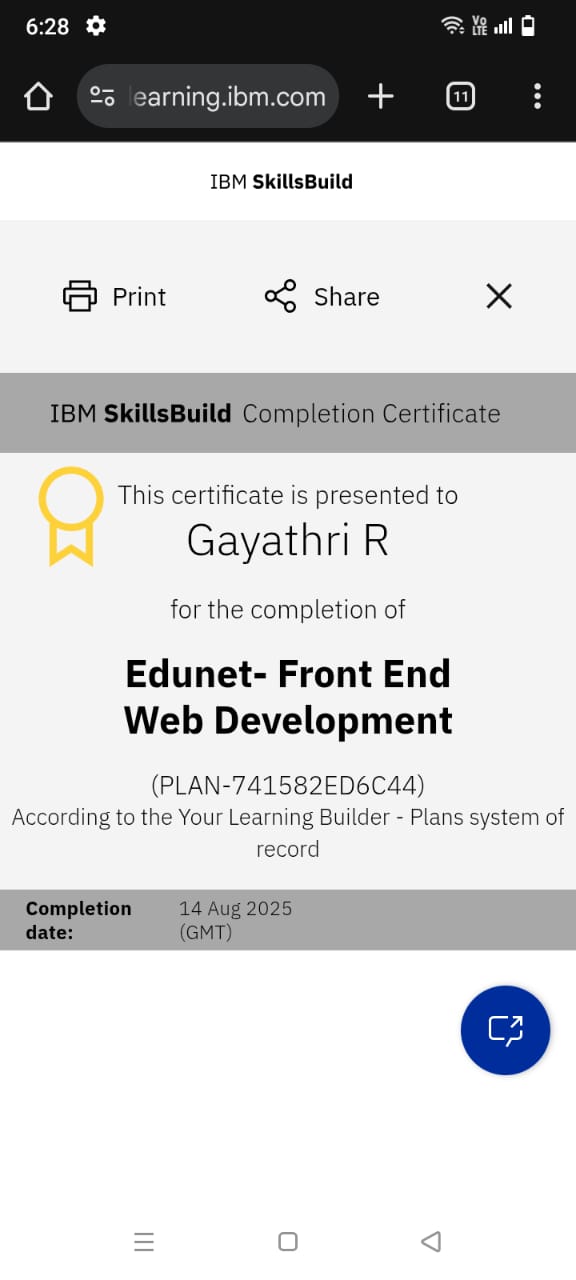 6:28
Vo LTE
learning.ibm.com
11
IBM SkillsBuild
Print
Share
IBM SkillsBuild Completion Certificate
This certificate is presented to
Gayathri R
for the completion of
Edunet- Front End
Web Development
(PLAN-741582ED6C44)
According to the Your Learning Builder - Plans system of
record
Completion
date:
14 Aug 2025
(GMT)